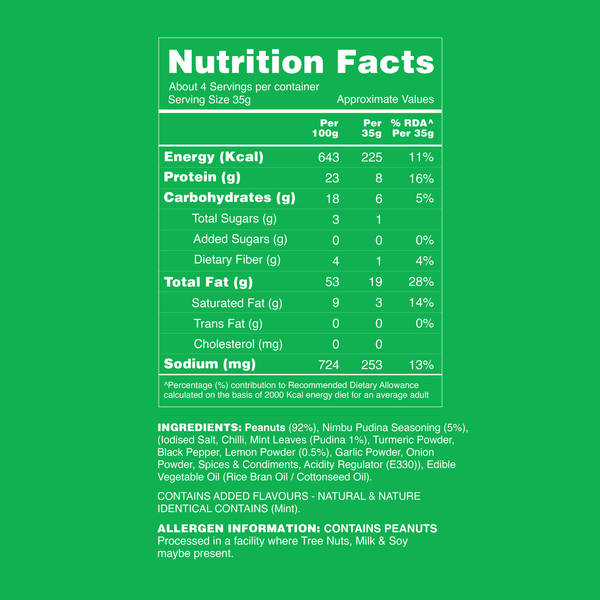 Nutrition Facts
About 4 Servings per container
Serving Size 35g Approximate Values
Per 100g Per 35g % RDA^ Per 35g
Energy (Kcal) 643 225 11%
Protein (g) 23 8 16%
Carbohydrates (g) 18 6 5%
Total Sugars (g) 3 1
Added Sugars (g) 0 0 0%
Dietary Fiber (g) 4 1 4%
Total Fat (g) 53 19 28%
Saturated Fat (g) 9 3 14%
Trans Fat (g) 0 0 0%
Cholesterol (mg) 0 0
Sodium (mg) 724 253 13%
^Percentage (%) contribution to Recommended Dietary Allowance
calculated on the basis of 2000 Kcal energy diet for an average adult
INGREDIENTS: Peanuts (92%), Nimbu Pudina Seasoning (5%),
(Iodised Salt, Chilli, Mint Leaves (Pudina 1%), Turmeric Powder,
Black Pepper, Lemon Powder (0.5%), Garlic Powder, Onion
Powder, Spices & Condiments, Acidity Regulator (E330)), Edible
Vegetable Oil (Rice Bran Oil / Cottonseed Oil).
CONTAINS ADDED FLAVOURS - NATURAL & NATURE
IDENTICAL CONTAINS (Mint).
ALLERGEN INFORMATION: CONTAINS PEANUTS
Processed in a facility where Tree Nuts, Milk & Soy
maybe present.